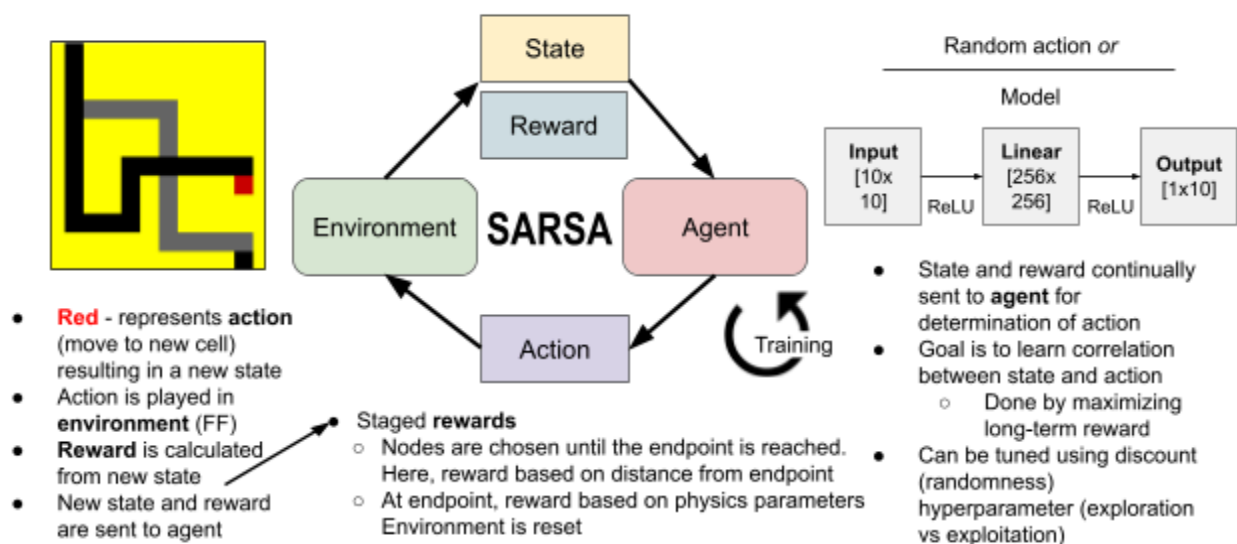 State
Reward
Environment
SARSA
Agent
Action
Training
Random action or
Model
Input
[10x
10]
ReLU
Linear
[256x
256]
ReLU
Output
[1x10]
● Red - represents action
(move to new cell)
resulting in a new state
● Action is played in
environment (FF)
● Reward is calculated
from new state
● New state and reward
are sent to agent
● Staged rewards
○ Nodes are chosen until the endpoint is reached.
Here, reward based on distance from endpoint
○ At endpoint, reward based on physics parameters
Environment is reset
● State and reward continually
sent to agent for
determination of action
● Goal is to learn correlation
between state and action
○ Done by maximizing
long-term reward
● Can be tuned using discount
(randomness)
hyperparameter (exploration
vs exploitation)